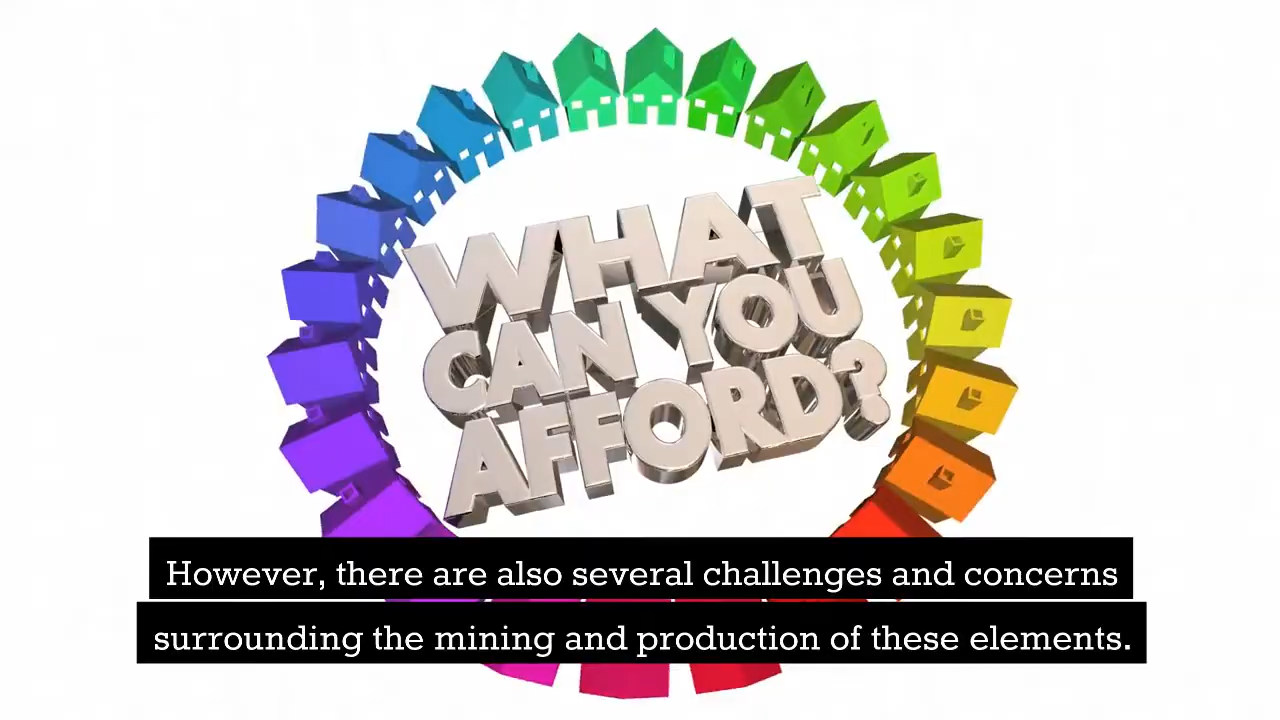 WHAT
CAN YOU
AFFORD?
However, there are also several challenges and concerns
surrounding the mining and production of these elements.